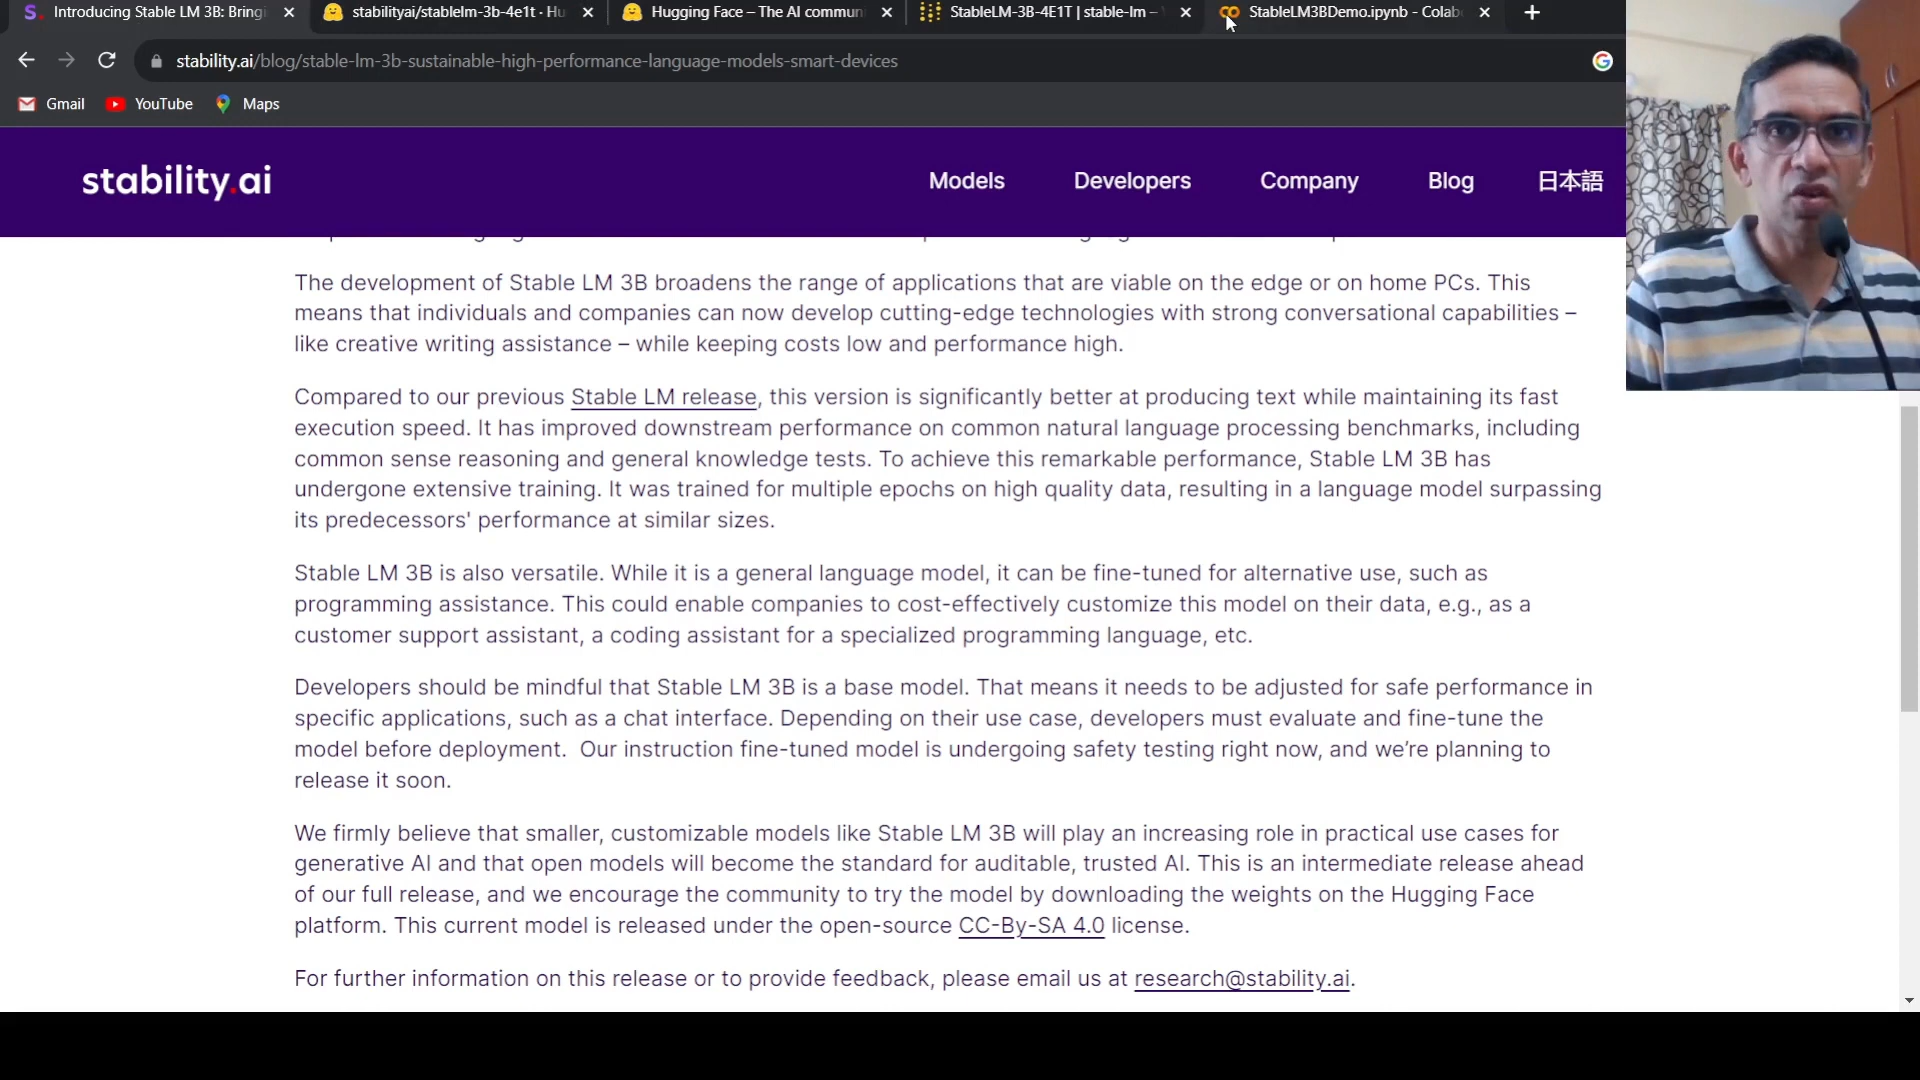 Introducing Stable LM 3B: Bringi
stabilityai/stablelm-3b-4e1t · Hu
Hugging Face – The AI commun
StableLM-3B-4E1T | stable-lm –
StableLM3BDemo.ipynb - Colab
stability.ai/blog/stable-lm-3b-sustainable-high-performance-language-models-smart-devices
Gmail
YouTube
Maps
stability.ai
Models
Developers
Company
Blog
日本語
The development of Stable LM 3B broadens the range of applications that are viable on the edge or on home PCs. This
means that individuals and companies can now develop cutting-edge technologies with strong conversational capabilities –
like creative writing assistance – while keeping costs low and performance high.
Compared to our previous Stable LM release, this version is significantly better at producing text while maintaining its fast
execution speed. It has improved downstream performance on common natural language processing benchmarks, including
common sense reasoning and general knowledge tests. To achieve this remarkable performance, Stable LM 3B has
undergone extensive training. It was trained for multiple epochs on high quality data, resulting in a language model surpassing
its predecessors' performance at similar sizes.
Stable LM 3B is also versatile. While it is a general language model, it can be fine-tuned for alternative use, such as
programming assistance. This could enable companies to cost-effectively customize this model on their data, e.g., as a
customer support assistant, a coding assistant for a specialized programming language, etc.
Developers should be mindful that Stable LM 3B is a base model. That means it needs to be adjusted for safe performance in
specific applications, such as a chat interface. Depending on their use case, developers must evaluate and fine-tune the
model before deployment.  Our instruction fine-tuned model is undergoing safety testing right now, and we’re planning to
release it soon.
We firmly believe that smaller, customizable models like Stable LM 3B will play an increasing role in practical use cases for
generative AI and that open models will become the standard for auditable, trusted AI. This is an intermediate release ahead
of our full release, and we encourage the community to try the model by downloading the weights on the Hugging Face
platform. This current model is released under the open-source CC-By-SA 4.0 license.
For further information on this release or to provide feedback, please email us at research@stability.ai.